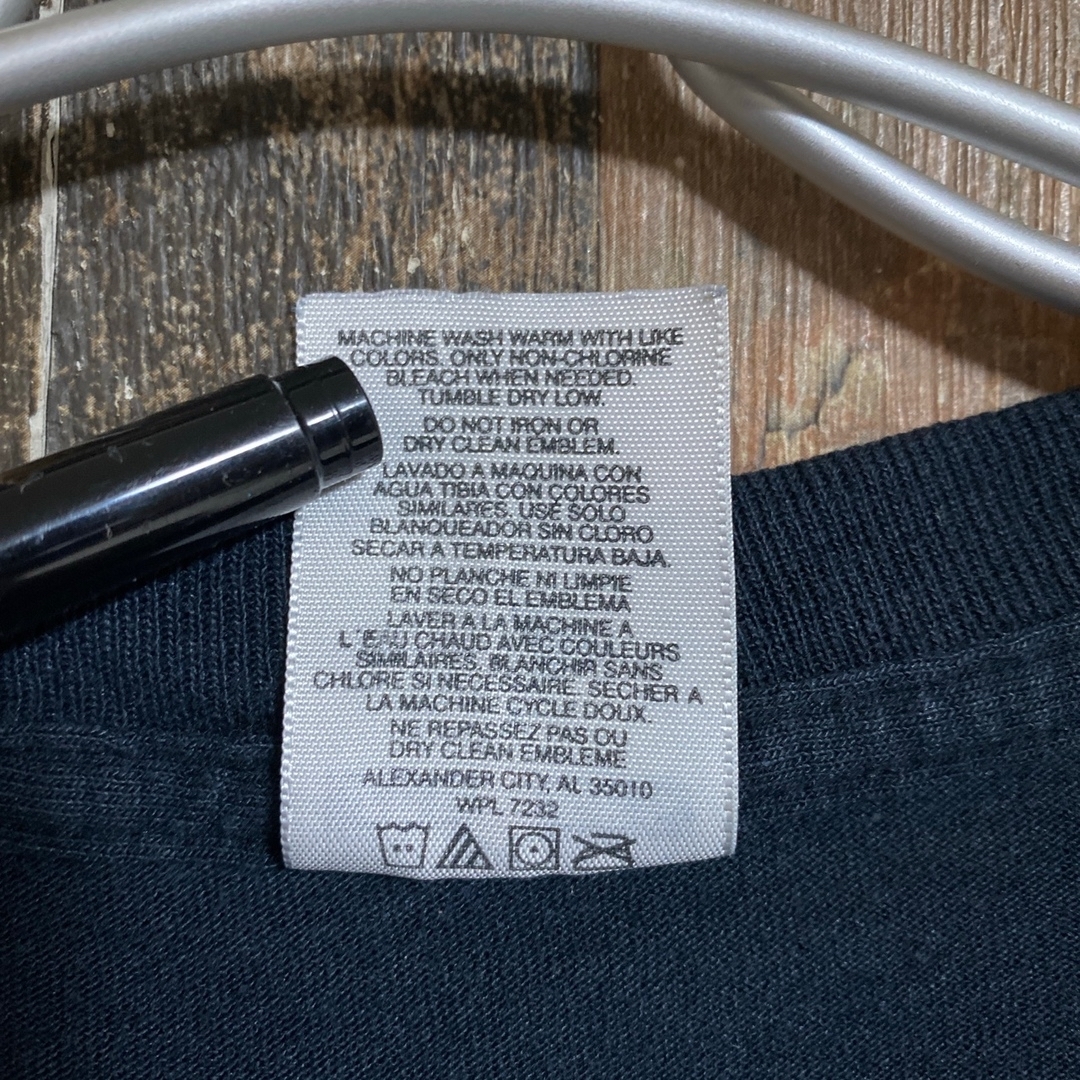 MACHINE WASH WARM WITH LIKE
COLORS. ONLY NON-CHLORINE
BLEACH WHEN NEEDED.
TUMBLE DRY LOW.
DO NOT IRON OR
DRY CLEAN EMBLEM.
LAVADO A MAQUINA CON
AGUA TIBIA CON COLORES
SIMILARES. USE SOLO
BLANQUEADOR SIN CLORO
SECAR A TEMPERATURA BAJA.
NO PLANCHE NI LIMPIE
EN SECO EL EMBLEMA
LAVER A LA MACHINE A
L'EAU CHAUD AVEC COULEURS
SIMILAIRES. BLANCHIR SANS
CHLORE SI NECESSAIRE. SECHER A
LA MACHINE CYCLE DOUX.
NE REPASSEZ PAS OU
DRY CLEAN EMBLEME
ALEXANDER CITY, AL 35010
WPL 7232